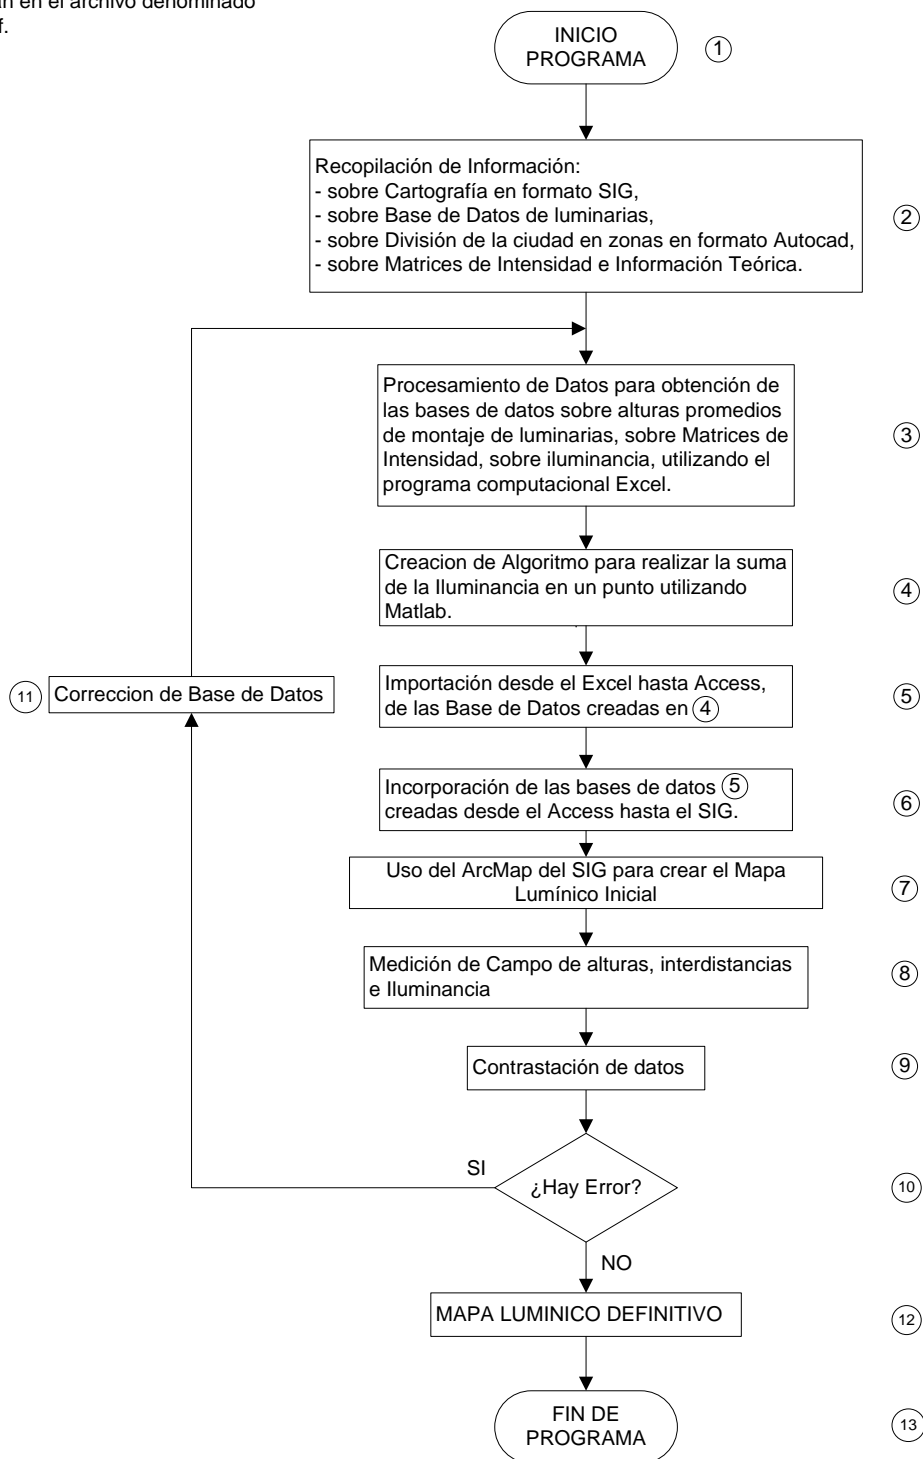 en el archivo denominado
f.
INICIO
PROGRAMA
1
Recopilación de Información:
- sobre Cartografía en formato SIG,
- sobre Base de Datos de luminarias,
- sobre División de la ciudad en zonas en formato Autocad,
- sobre Matrices de Intensidad e Información Teórica.
2
Procesamiento de Datos para obtención de
las bases de datos sobre alturas promedios
de montaje de luminarias, sobre Matrices de
Intensidad, sobre iluminancia, utilizando el
programa computacional Excel.
3
Creacion de Algoritmo para realizar la suma
de la Iluminancia en un punto utilizando
Matlab.
4
Importación desde el Excel hasta Access,
de las Base de Datos creadas en 4
5
11 Correccion de Base de Datos
Incorporación de las bases de datos 5
creadas desde el Access hasta el SIG.
6
Uso del ArcMap del SIG para crear el Mapa
Lumínico Inicial
7
Medición de Campo de alturas, interdistancias
e Iluminancia
8
Contrastación de datos
9
SI
¿Hay Error?
10
NO
MAPA LUMINICO DEFINITIVO
12
FIN DE
PROGRAMA
13